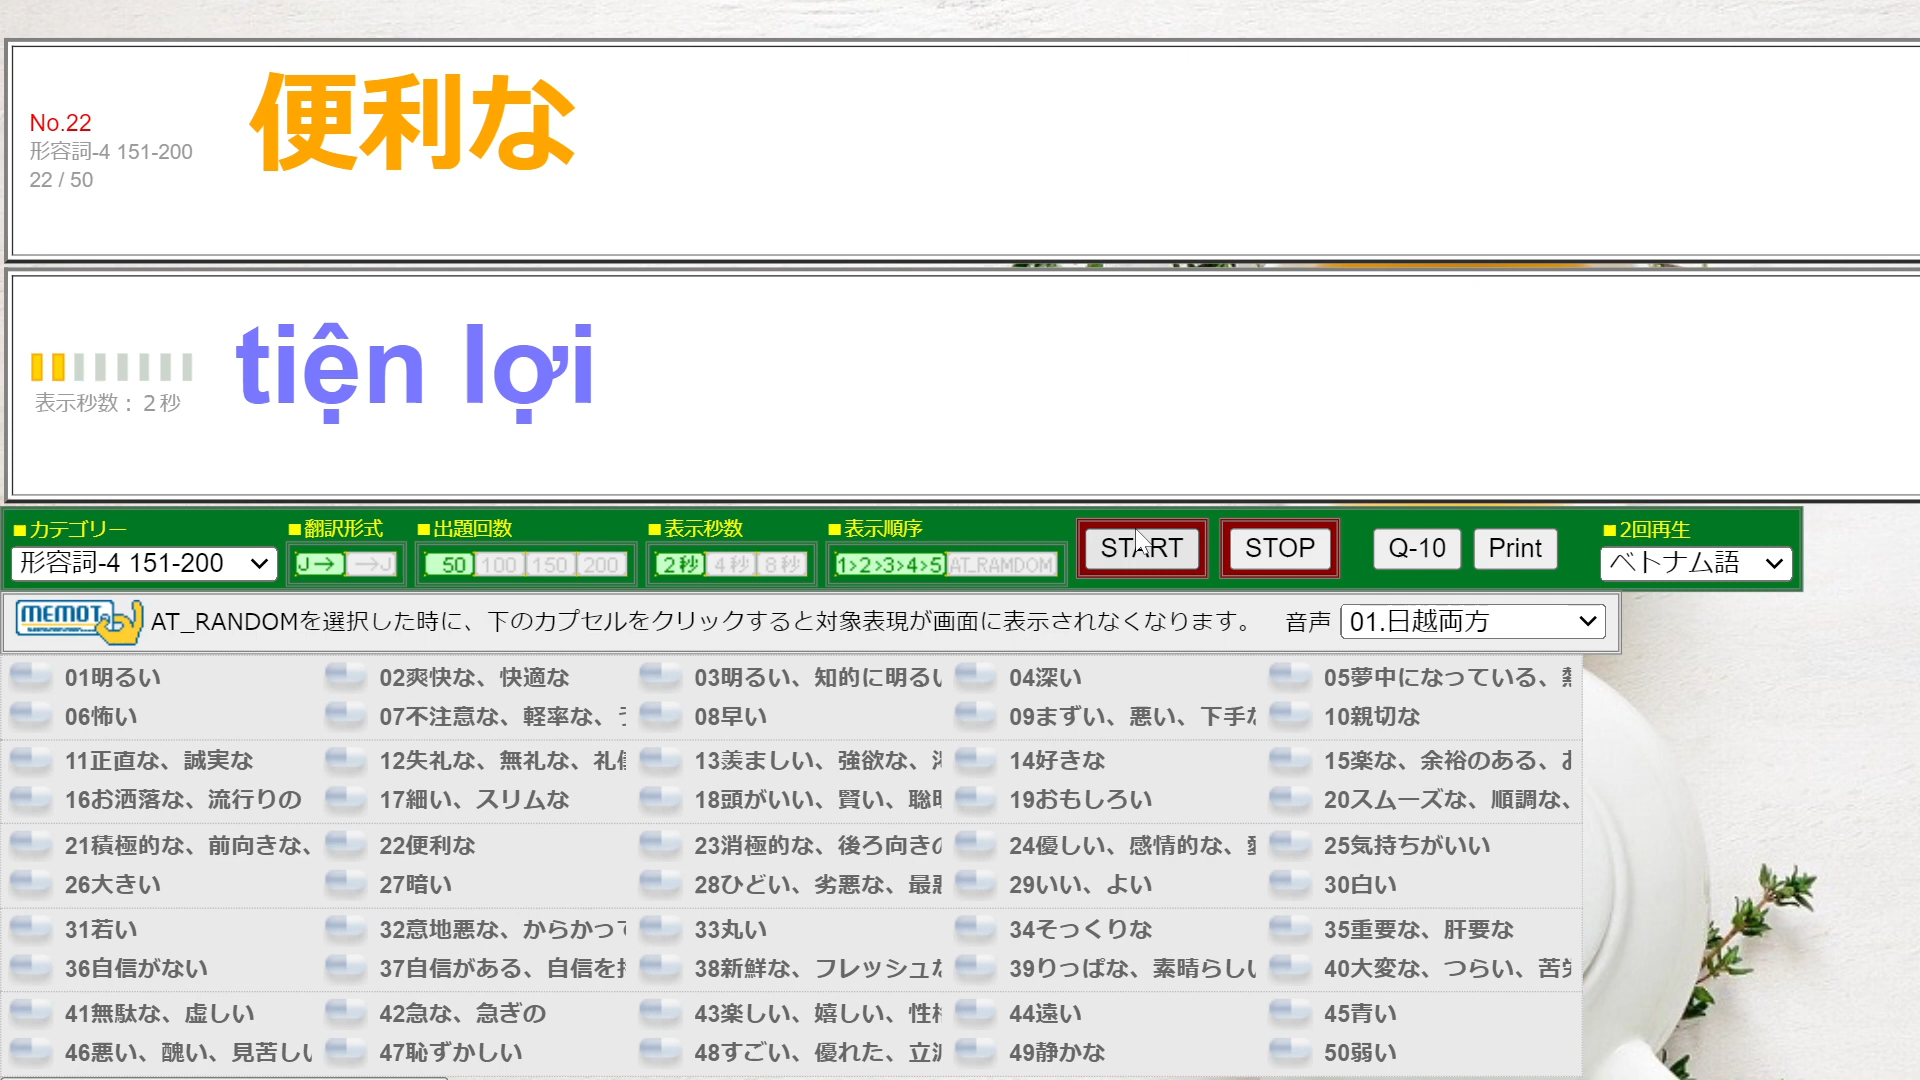 No.22
形容詞-4 151-200
22 / 50
便利な
表示秒数：２秒
tiện lợi
■カテゴリー ■翻訳形式 ■出題回数 ■表示秒数 ■表示順序 ■2回再生
形容詞-4 151-200 J→ →J 50 100 150 200 2秒 4秒 8秒 1>2>3>4>5 AT_RAMDOM START STOP Q-10 Print ベトナム語
MEMOT AT_RANDOMを選択した時に、下のカプセルをクリックすると対象表現が画面に表示されなくなります。 音声 01.日越両方
01明るい 02爽快な、快適な 03明るい、知的に明るい 04深い 05夢中になっている、
06怖い 07不注意な、軽率な、 08早い 09まずい、悪い、下手な 10親切な
11正直な、誠実な 12失礼な、無礼な、礼儀 13羨ましい、強欲な、 14好きな 15楽な、余裕のある、お
16お洒落な、流行りの 17細い、スリムな 18頭がいい、賢い、聡明 19おもしろい 20スムーズな、順調な、
21積極的な、前向きな、 22便利な 23消極的な、後ろ向きの 24優しい、感情的な、 25気持ちがいい
26大きい 27暗い 28ひどい、劣悪な、最悪 29いい、よい 30白い
31若い 32意地悪な、からかって 33丸い 34そっくりな 35重要な、肝要な
36自信がない 37自信がある、自信を持 38新鮮な、フレッシュな 39りっぱな、素晴らしい 40大変な、つらい、苦労
41無駄な、虚しい 42急な、急ぎの 43楽しい、嬉しい、性格 44遠い 45青い
46悪い、醜い、見苦しい 47恥ずかしい 48すごい、優れた、立派 49静かな 50弱い